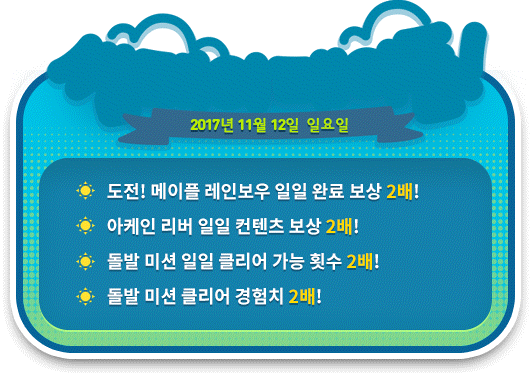 2017년 11월 12일 일요일
도전! 메이플 레인보우 일일 완료 보상 2배!
아케인 리버 일일 컨텐츠 보상 2배!
돌발 미션 일일 클리어 가능 횟수 2배!
돌발 미션 클리어 경험치 2배!